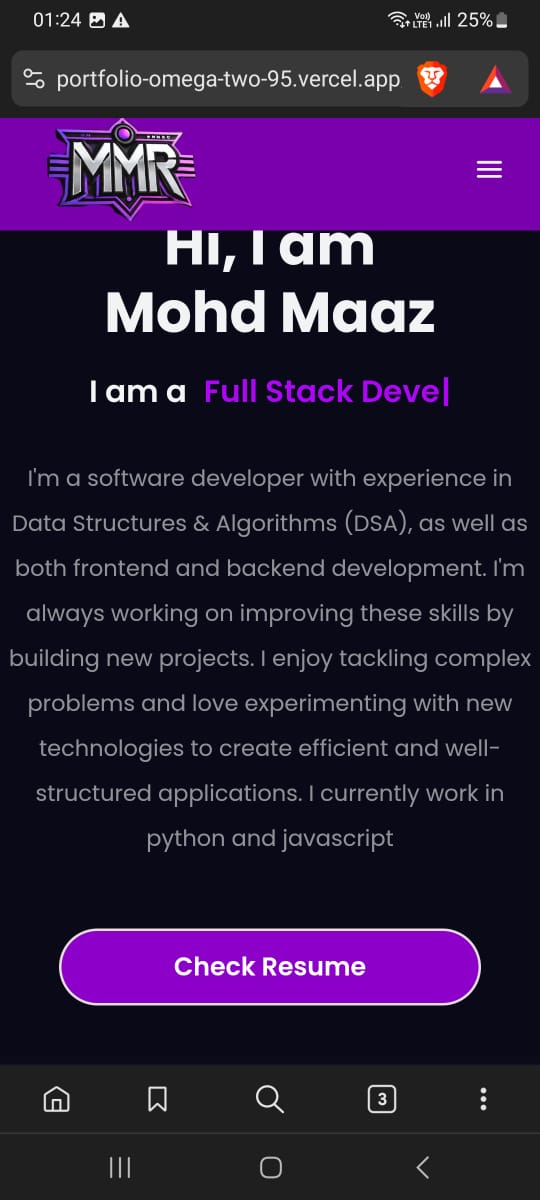 01:24 Vo)) LTE1 25%
portfolio-omega-two-95.vercel.app
MMR
Hi, I am
Mohd Maaz
I am a Full Stack Deve|
I'm a software developer with experience in
Data Structures & Algorithms (DSA), as well as
both frontend and backend development. I'm
always working on improving these skills by
building new projects. I enjoy tackling complex
problems and love experimenting with new
technologies to create efficient and well-
structured applications. I currently work in
python and javascript
Check Resume
3